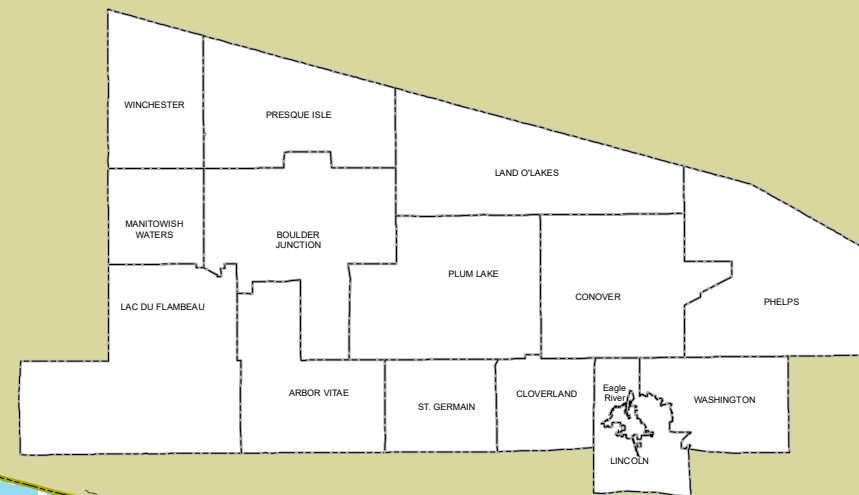 WINCHESTER
PRESQUE ISLE
LAND O'LAKES
MANITOWISH
WATERS
BOULDER
JUNCTION
PLUM LAKE
CONOVER
PHELPS
LAC DU FLAMBEAU
ARBOR VITAE
ST. GERMAIN
CLOVERLAND
Eagle
River
WASHINGTON
LINCOLN